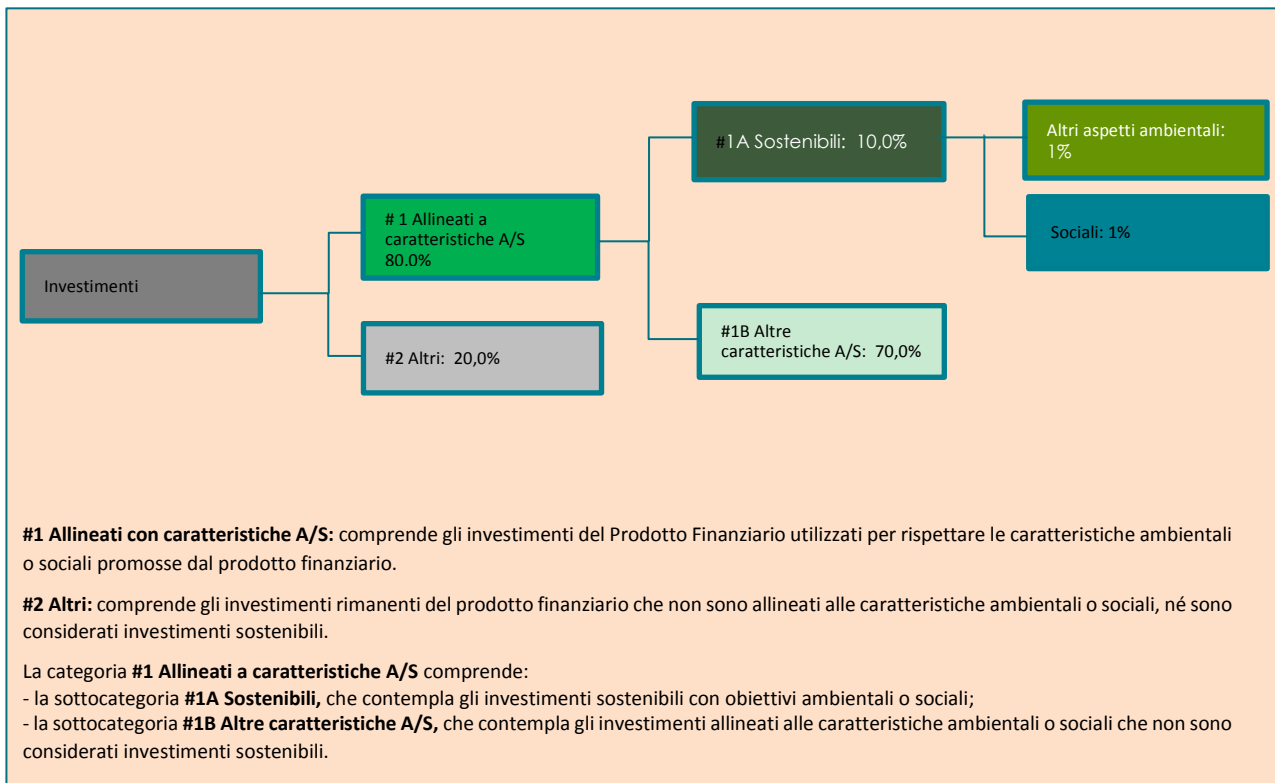 #1A Sostenibili: 10,0%
Altri aspetti ambientali:
1%
# 1 Allineati a
caratteristiche A/S
80.0%
Sociali: 1%
Investimenti
#2 Altri: 20,0%
#1B Altre
caratteristiche A/S: 70,0%
#1 Allineati con caratteristiche A/S: comprende gli investimenti del Prodotto Finanziario utilizzati per rispettare le caratteristiche ambientali
o sociali promosse dal prodotto finanziario.
#2 Altri: comprende gli investimenti rimanenti del prodotto finanziario che non sono allineati alle caratteristiche ambientali o sociali, né sono
considerati investimenti sostenibili.
La categoria #1 Allineati a caratteristiche A/S comprende:
- la sottocategoria #1A Sostenibili, che contempla gli investimenti sostenibili con obiettivi ambientali o sociali;
- la sottocategoria #1B Altre caratteristiche A/S, che contempla gli investimenti allineati alle caratteristiche ambientali o sociali che non sono
considerati investimenti sostenibili.